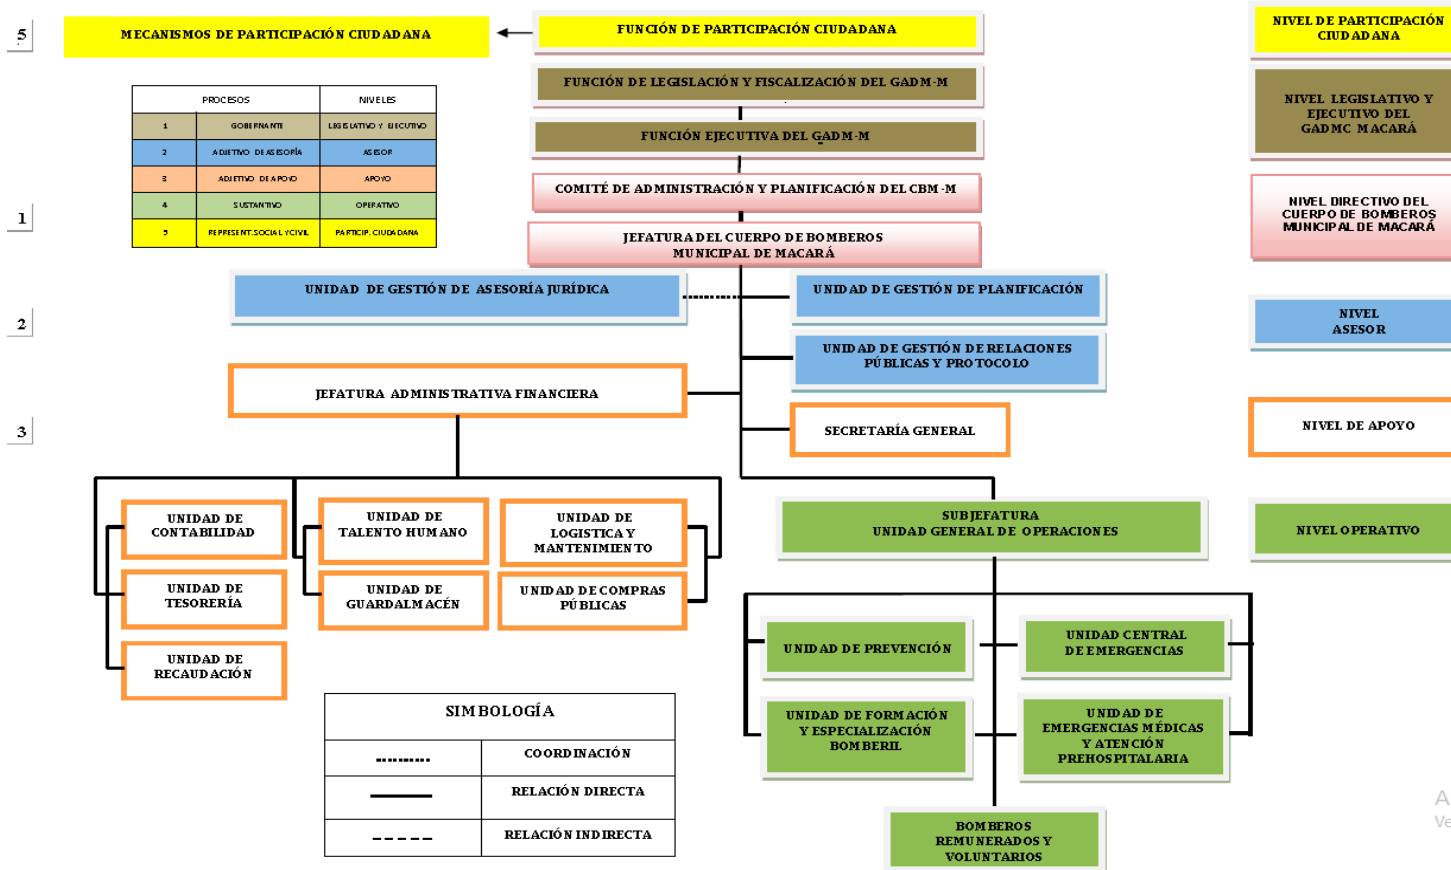 5
MECANISMOS DE PARTICIPACIÓN CIUDADANA
FUNCIÓN DE PARTICIPACIÓN CIUDADANA
NIVEL DE PARTICIPACIÓN
CIUDADANA
FUNCIÓN DE LEGISLACIÓN Y FISCALIZACIÓN DEL GADM-M
NIVEL LEGISLATIVO Y
EJECUTIVO DEL
GADMC MACARÁ
FUNCIÓN EJECUTIVA DEL GADM-M
PROCESOS NIVELES
1 GOBERNANTE LEGISLATIVO Y EJECUTIVO
2 ADJETIVO DE ASESORÍA ASESOR
3 ADJETIVO DE APOYO APOYO
4 SUSTANTIVO OPERATIVO
5 REPRESENT.SOCIAL Y CIVIL PARTICIP. CIUDADANA
1
COMITÉ DE ADMINISTRACIÓN Y PLANIFICACIÓN DEL CBM-M
JEFATURA DEL CUERPO DE BOMBEROS
MUNICIPAL DE MACARÁ
NIVEL DIRECTIVO DEL
CUERPO DE BOMBEROS
MUNICIPAL DE MACARÁ
2
UNIDAD DE GESTIÓN DE ASESORÍA JURÍDICA
UNIDAD DE GESTIÓN DE PLANIFICACIÓN
UNIDAD DE GESTIÓN DE RELACIONES
PÚBLICAS Y PROTOCOLO
NIVEL
ASESOR
3
JEFATURA ADMINISTRATIVA FINANCIERA
SECRETARÍA GENERAL
NIVEL DE APOYO
UNIDAD DE
CONTABILIDAD
UNIDAD DE
TALENTO HUMANO
UNIDAD DE
LOGISTICA Y
MANTENIMIENTO
UNIDAD DE
TESORERÍA
UNIDAD DE
GUARDALMACÉN
UNIDAD DE COMPRAS
PÚBLICAS
UNIDAD DE
RECAUDACIÓN
SUBJEFATURA
UNIDAD GENERAL DE OPERACIONES
NIVEL OPERATIVO
UNIDAD DE PREVENCIÓN
UNIDAD CENTRAL
DE EMERGENCIAS
UNIDAD DE FORMACIÓN
Y ESPECIALIZACIÓN
BOMBERIL
UNIDAD DE
EMERGENCIAS MÉDICAS
Y ATENCIÓN
PREHOSPITALARIA
BOMBEROS
REMUNERADOS Y
VOLUNTARIOS
SIMBOLOGÍA
COORDINACIÓN
RELACIÓN DIRECTA
RELACIÓN INDIRECTA